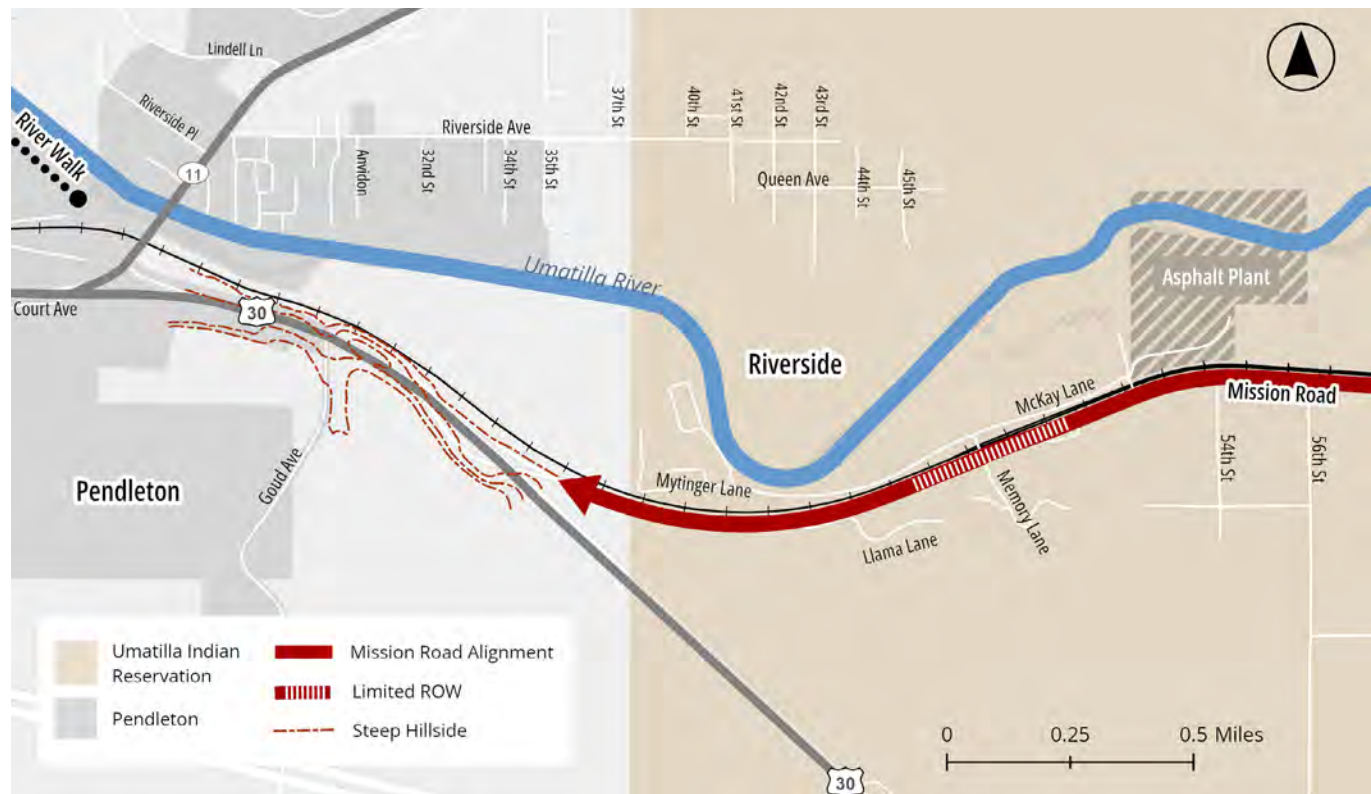 Lindell Ln
Riverside Pl
River Walk
11
Riverside Ave
37th St
40th St
41st St
42nd St
43rd St
Anvidon
32nd St
34th St
35th St
Queen Ave
44th St
45th St
Umatilla River
Asphalt Plant
Court Ave
30
Riverside
McKay Lane
Mission Road
Goud Ave
Pendleton
Mytinger Lane
Memory Lane
Llama Lane
54th St
56th St
Umatilla Indian
Reservation
Pendleton
Mission Road Alignment
Limited ROW
Steep Hillside
0 0.25 0.5 Miles
30